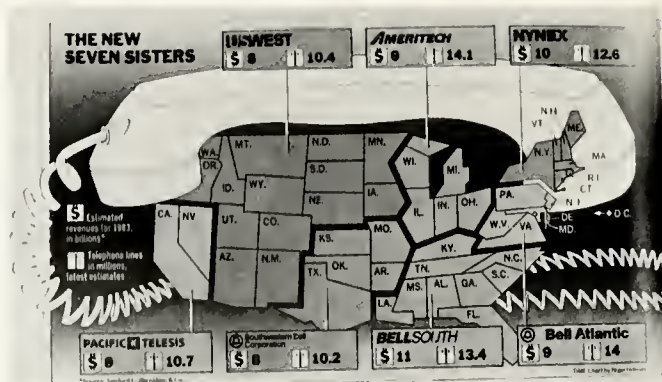 THE NEW
SEVEN SISTERS
USWEST
$ 8 10.4
AMERITECH
$ 9 14.1
NYNEX
$ 10 12.6
WA.
OR.
MT.
ID.
WY.
N.D.
S.D.
NE.
MN.
IA.
WI.
MI.
IL.
IN.
OH.
N.H.
VT
ME.
N.Y.
MA
R.I.
CT
N.J.
PA.
DE
MD.
D.C.
W.V.
VA
CA.
NV
UT.
CO.
AZ.
N.M.
KS.
MO.
OK.
TX.
AR.
LA.
KY.
TN.
MS.
AL.
GA.
N.C.
S.C.
FL.
$ Estimated
revenues for 1983,
in billions*
Telephone lines
in millions,
latest estimates
PACIFIC TELESIS
$ 8 10.7
Southwestern Bell
Corporation
$ 8 10.2
BELLSOUTH
$ 11 13.4
Bell Atlantic
$ 9 14